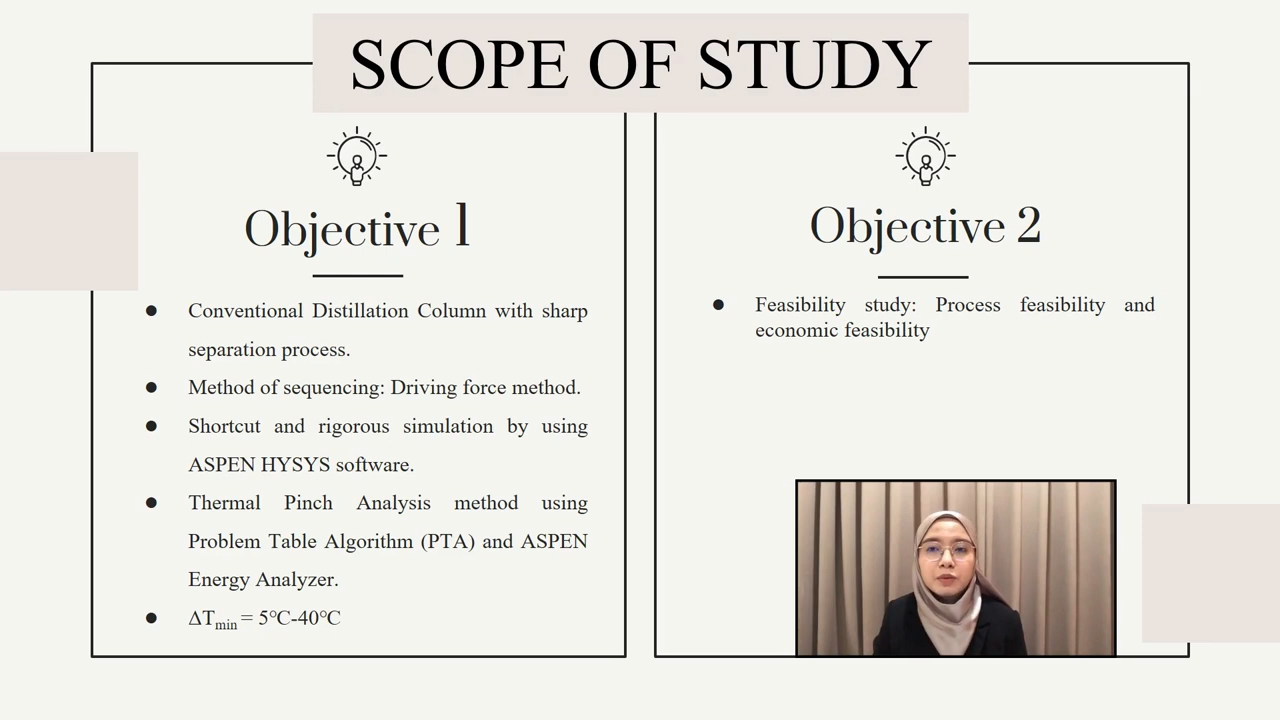 SCOPE OF STUDY
Objective 1
● Conventional Distillation Column with sharp
separation process.
● Method of sequencing: Driving force method.
● Shortcut and rigorous simulation by using
ASPEN HYSYS software.
● Thermal Pinch Analysis method using
Problem Table Algorithm (PTA) and ASPEN
Energy Analyzer.
● ΔTmin = 5℃-40℃
Objective 2
● Feasibility study: Process feasibility and
economic feasibility